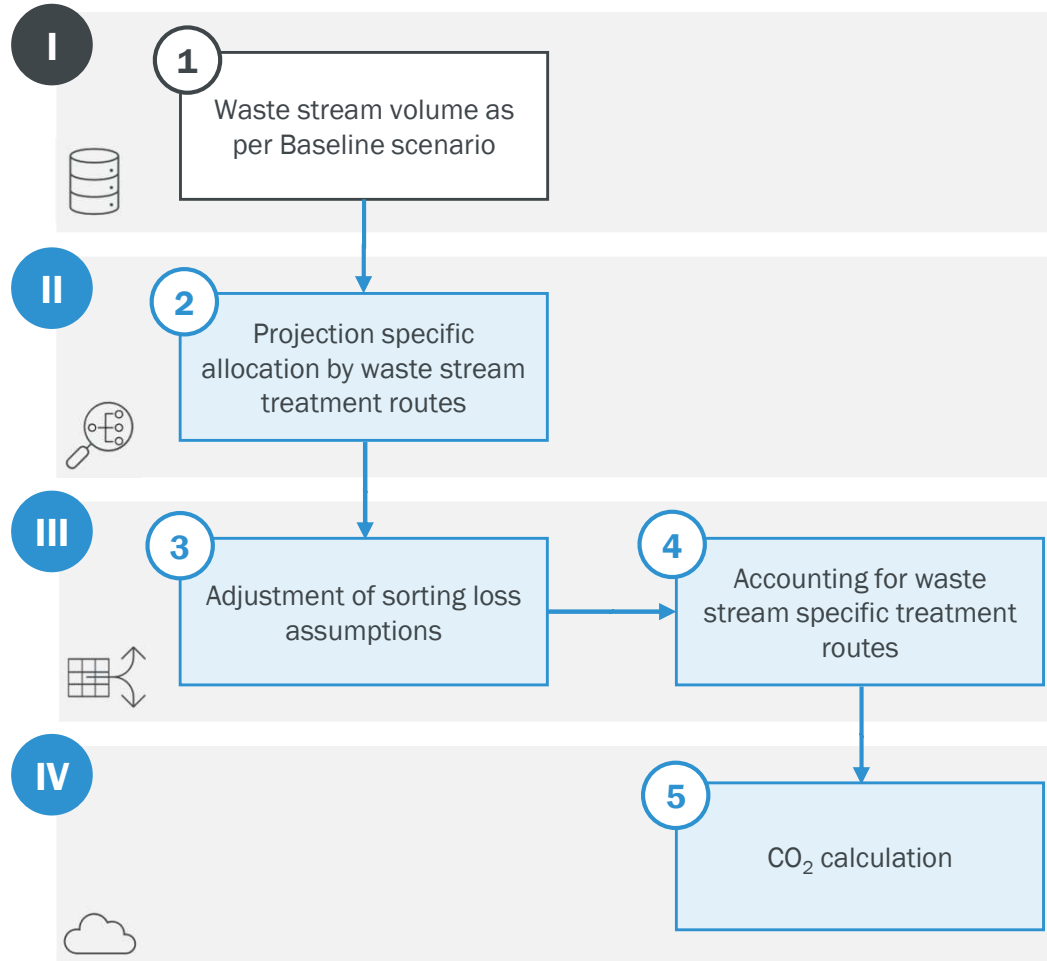 I
1
Waste stream volume as
per Baseline scenario
II
2
Projection specific
allocation by waste stream
treatment routes
III
3
Adjustment of sorting loss
assumptions
4
Accounting for waste
stream specific treatment
routes
IV
5
CO₂ calculation